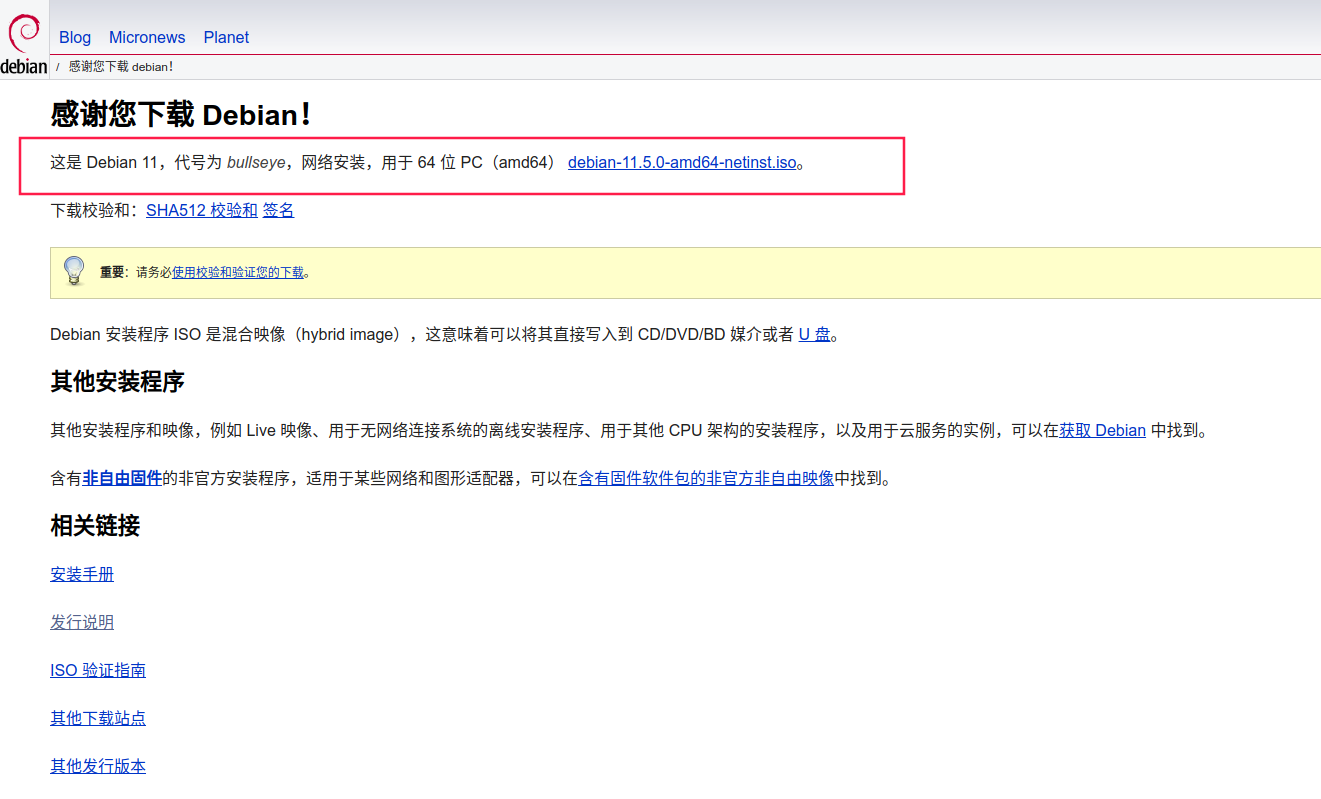 debian
Blog Micronews Planet
/ 感谢您下载 debian!
感谢您下载 Debian!
这是 Debian 11，代号为 bullseye，网络安装，用于 64 位 PC（amd64） debian-11.5.0-amd64-netinst.iso。
下载校验和：SHA512 校验和 签名
重要：请务必使用校验和验证您的下载。
Debian 安装程序 ISO 是混合映像（hybrid image），这意味着可以将其直接写入到 CD/DVD/BD 媒介或者 U 盘。
其他安装程序
其他安装程序和映像，例如 Live 映像、用于无网络连接系统的离线安装程序、用于其他 CPU 架构的安装程序，以及用于云服务的实例，可以在获取 Debian 中找到。
含有非自由固件的非官方安装程序，适用于某些网络和图形适配器，可以在含有固件软件包的非官方非自由映像中找到。
相关链接
安装手册
发行说明
ISO 验证指南
其他下载站点
其他发行版本